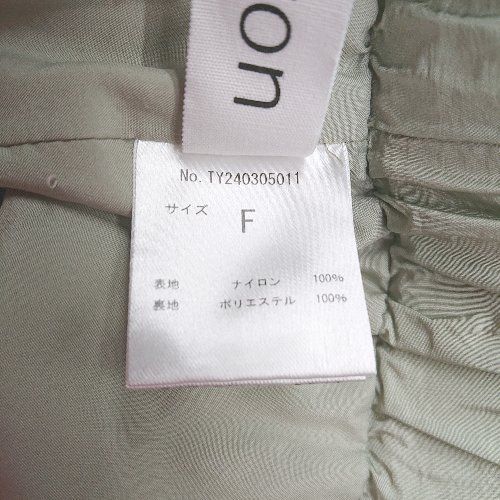 ion
No. TY240305011
サイズ F
表地 ナイロン 100%
裏地 ポリエステル 100%